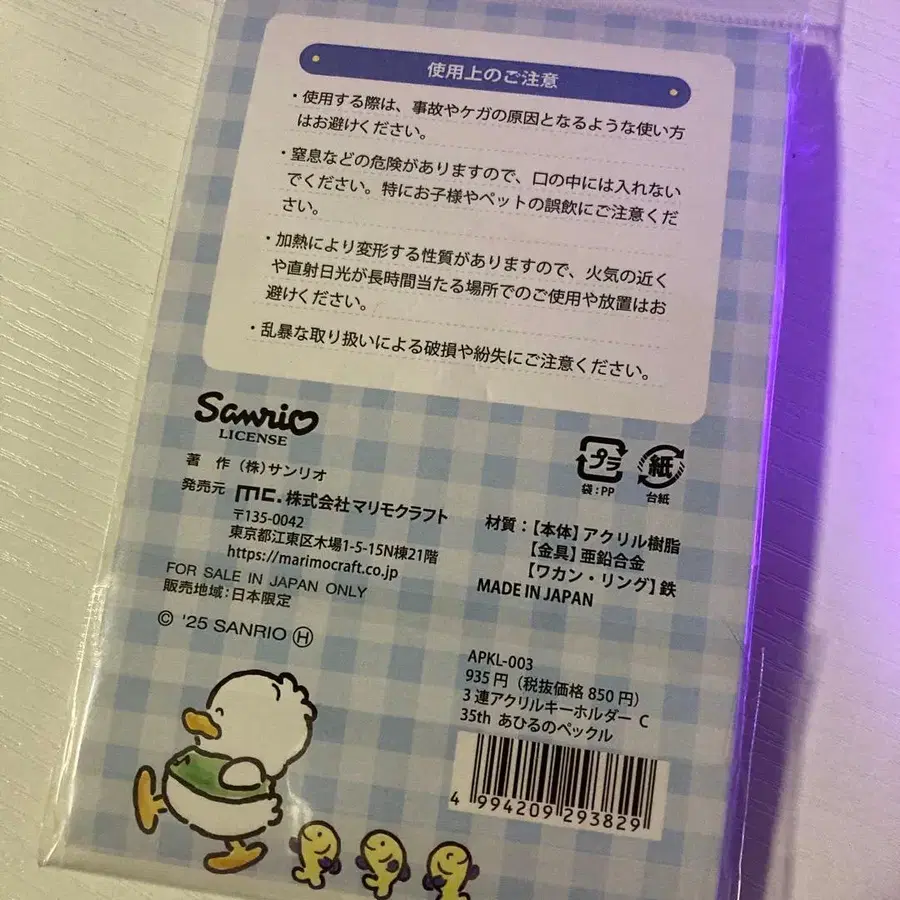 使用上のご注意
・使用する際は、事故やケガの原因となるような使い方
はお避けください。
・窒息などの危険がありますので、口の中には入れない
でください。特にお子様やペットの誤飲にご注意くだ
さい。
・加熱により変形する性質がありますので、火気の近く
や直射日光が長時間当たる場所でのご使用や放置はお
避けください。
・乱暴な取り扱いによる破損や紛失にご注意ください。
Sanrio
LICENSE
著 作 (株)サンリオ
発売元 mc. 株式会社マリモクラフト
〒135-0042
東京都江東区木場1-5-15N棟21階
https://marimocraft.co.jp
FOR SALE IN JAPAN ONLY
販売地域:日本限定
© '25 SANRIO Ⓗ
プラ
袋:PP
紙
台紙
材質:【本体】アクリル樹脂
【金具】亜鉛合金
【ワカン・リング】鉄
MADE IN JAPAN
APKL-003
935円(税抜価格 850円)
3連アクリルキーホルダー C
35th あひるのペックル
4 994209 293829